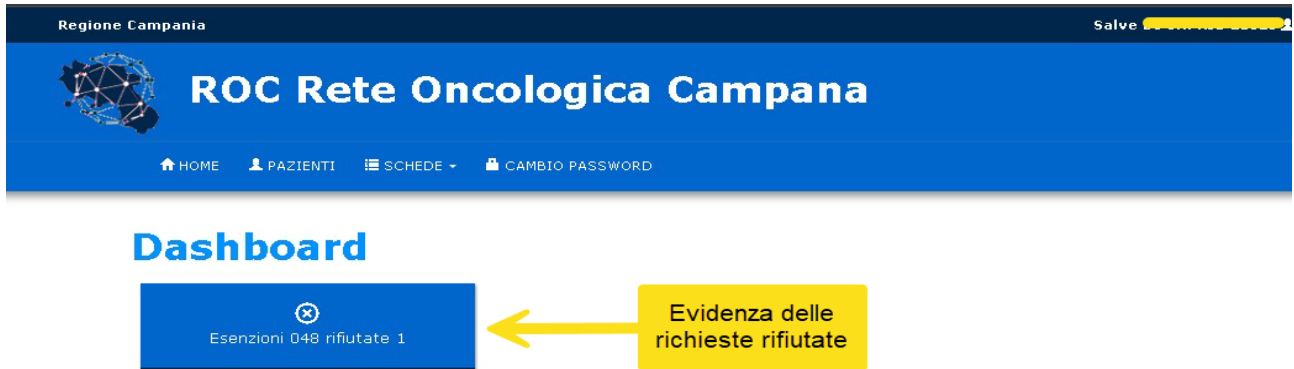 Regione Campania
Salve
ROC Rete Oncologica Campana
HOME PAZIENTI SCHEDE CAMBIO PASSWORD
Dashboard
Esenzioni 048 rifiutate 1
Evidenza delle
richieste rifiutate